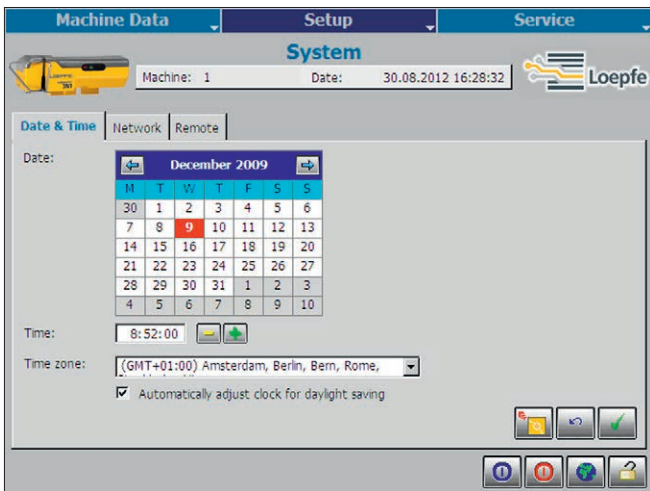 Machine Data Setup Service
System
Machine: 1 Date: 30.08.2012 16:28:32
Loepfe
Date & Time Network Remote
Date:
December 2009
M T W T F S S
30 1 2 3 4 5 6
7 8 9 10 11 12 13
14 15 16 17 18 19 20
21 22 23 24 25 26 27
28 29 30 31 1 2 3
4 5 6 7 8 9 10
Time: 8:52:00
Time zone: (GMT+01:00) Amsterdam, Berlin, Bern, Rome,
Automatically adjust clock for daylight saving